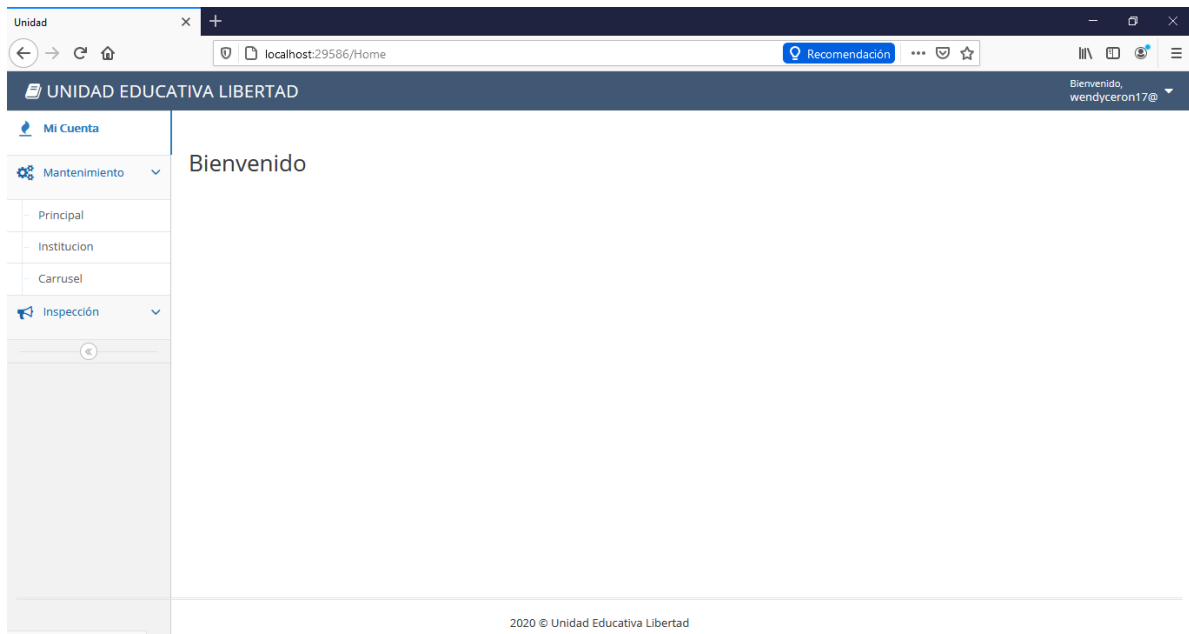 Unidad
localhost:29586/Home
Recomendación
UNIDAD EDUCATIVA LIBERTAD
Bienvenido,
wendyceron17@
Mi Cuenta
Bienvenido
Mantenimiento
Principal
Institucion
Carrusel
Inspección
2020 © Unidad Educativa Libertad